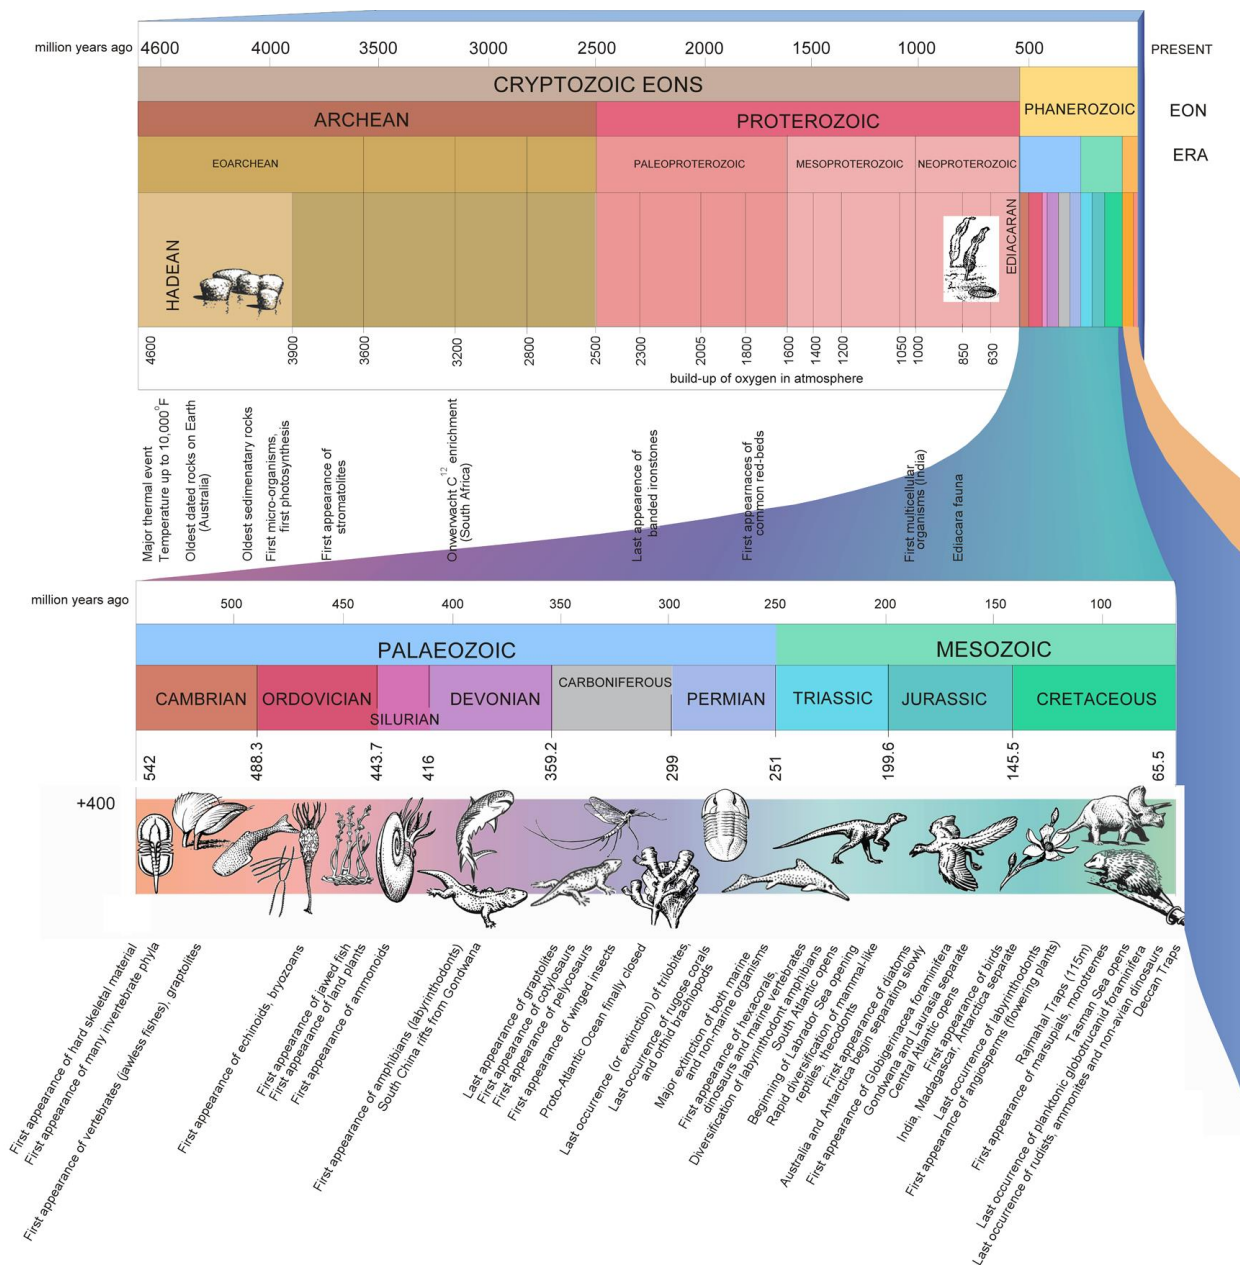 million years ago 4600 4000 3500 3000 2500 2000 1500 1000 500 PRESENT
CRYPTOZOIC EONS
PHANEROZOIC EON
ARCHEAN PROTEROZOIC
EOARCHEAN PALEOPROTEROZOIC MESOPROTEROZOIC NEOPROTEROZOIC ERA
HADEAN EDIACARAN
4600 3900 3600 3200 2800 2500 2300 2005 1800 1600 1400 1200 1050 1000 850 630
build-up of oxygen in atmosphere
Major thermal event
Temperature up to 10,000°F
Oldest dated rocks on Earth
(Australia)
Oldest sedimenatary rocks
First micro-organisms,
first photosynthesis
First appearance of
stromatolites
Onwerwacht C12 enrichment
(South Africa)
Last appearence of
banded ironstones
First appearnaces of
common red-beds
First multicellular
organisms (India)
Ediacara fauna
million years ago 500 450 400 350 300 250 200 150 100
PALAEOZOIC MESOZOIC
CAMBRIAN ORDOVICIAN SILURIAN DEVONIAN CARBONIFEROUS PERMIAN TRIASSIC JURASSIC CRETACEOUS
542 488.3 443.7 416 359.2 299 251 199.6 145.5 65.5
+400
First appearance of hard skeletal material
First appearance of many invertebrate phyla
First appearance of vertebrates (jawless fishes), graptolites
First appearance of echinoids, bryozoans
First appearance of jawed fish
First appearance of land plants
First appearance of ammonoids
First appearance of amphibians (labyrinthodonts)
South China rifts from Gondwana
Last appearance of graptolites
First appearance of cotylosaurs
First appearance of pelycosaurs
First appearance of winged insects
Proto-Atlantic Ocean finally closed
Last occurrence (or extinction) of trilobites,
Last occurrence of rugose corals
and orthid brachiopods
Major extinction of both marine
and non-marine organisms
First appearance of hexacorals,
dinosaurs and marine vertebrates
Diversification of labyrinthodont amphibians
South Atlantic opens
Beginning of Labrador Sea opening
Rapid diversification of mammal-like
reptiles, thecodonts
First appearance of diatoms
Australia and Antarctica begin separating slowly
First appearance of Globigerinacea foraminifera
Gondwana and Laurasia separate
Central Atlantic opens
First appearance of birds
India, Madagascar, Antarctica separate
Last occurrence of labyrinthodonts
First appearance of angiosperms (flowering plants)
Rajmahal Traps (115m)
First appearance of marsupials, monotremes
Tasman Sea opens
Last occurrence of planktonic globotruncanid foraminifera
Last occurrence of rudists, ammonites and non-avian dinosaurs
Deccan Traps